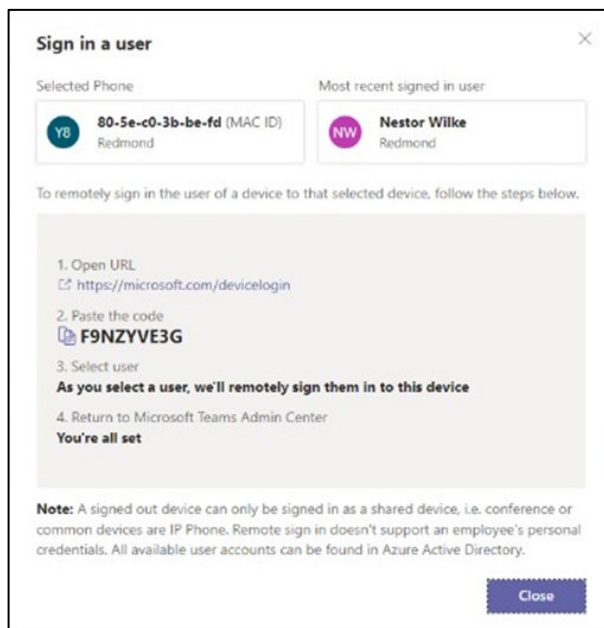 Sign in a user
Selected Phone
Most recent signed in user
Y8
80-5e-c0-3b-be-fd (MAC ID)
Redmond
NW
Nestor Wilke
Redmond
To remotely sign in the user of a device to that selected device, follow the steps below.
1. Open URL
https://microsoft.com/devicelogin
2. Paste the code
F9NZYVE3G
3. Select user
As you select a user, we'll remotely sign them in to this device
4. Return to Microsoft Teams Admin Center
You're all set
Note: A signed out device can only be signed in as a shared device, i.e. conference or
common devices are IP Phone. Remote sign in doesn't support an employee's personal
credentials. All available user accounts can be found in Azure Active Directory.
Close